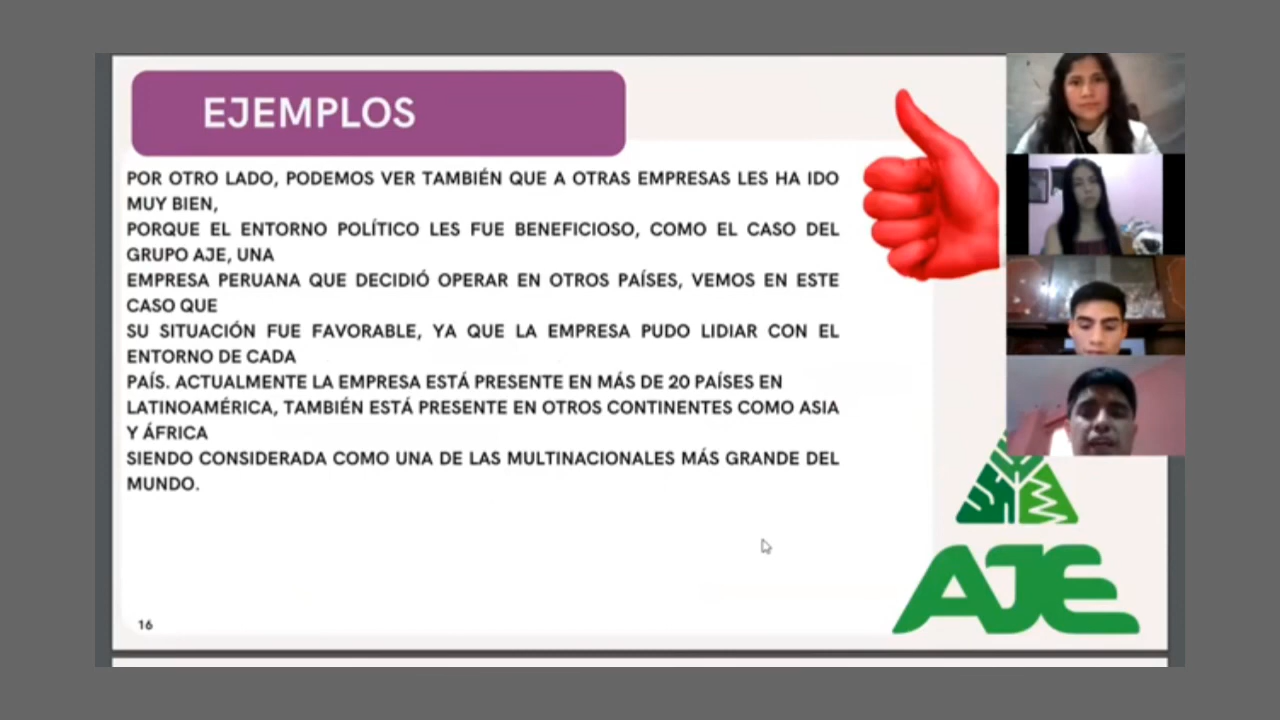 EJEMPLOS
POR OTRO LADO, PODEMOS VER TAMBIÉN QUE A OTRAS EMPRESAS LES HA IDO
MUY BIEN,
PORQUE EL ENTORNO POLÍTICO LES FUE BENEFICIOSO, COMO EL CASO DEL
GRUPO AJE, UNA
EMPRESA PERUANA QUE DECIDIÓ OPERAR EN OTROS PAÍSES, VEMOS EN ESTE
CASO QUE
SU SITUACIÓN FUE FAVORABLE, YA QUE LA EMPRESA PUDO LIDIAR CON EL
ENTORNO DE CADA
PAÍS. ACTUALMENTE LA EMPRESA ESTÁ PRESENTE EN MÁS DE 20 PAÍSES EN
LATINOAMÉRICA, TAMBIÉN ESTÁ PRESENTE EN OTROS CONTINENTES COMO ASIA
Y ÁFRICA
SIENDO CONSIDERADA COMO UNA DE LAS MULTINACIONALES MÁS GRANDE DEL
MUNDO.
AJE
16